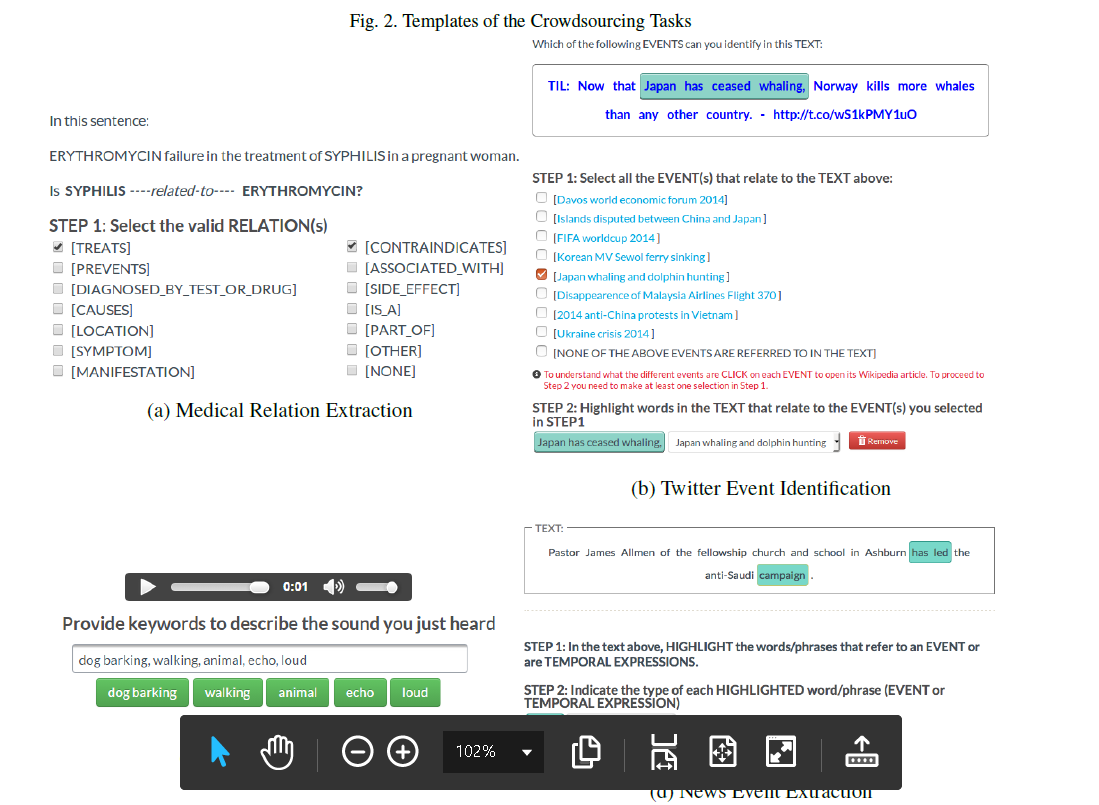 Fig. 2. Templates of the Crowdsourcing Tasks
In this sentence:
ERYTHROMYCIN failure in the treatment of SYPHILIS in a pregnant woman.
Is SYPHILIS ----related-to---- ERYTHROMYCIN?
STEP 1: Select the valid RELATION(s)
[TREATS]
[PREVENTS]
[DIAGNOSED_BY_TEST_OR_DRUG]
[CAUSES]
[LOCATION]
[SYMPTOM]
[MANIFESTATION]
[CONTRAINDICATES]
[ASSOCIATED_WITH]
[SIDE_EFFECT]
[IS_A]
[PART_OF]
[OTHER]
[NONE]
(a) Medical Relation Extraction
Which of the following EVENTS can you identify in this TEXT:
TIL: Now that Japan has ceased whaling, Norway kills more whales
than any other country. - http://t.co/wS1kPMY1uO
STEP 1: Select all the EVENT(s) that relate to the TEXT above:
[Davos world economic forum 2014]
[Islands disputed between China and Japan ]
[FIFA worldcup 2014 ]
[Korean MV Sewol ferry sinking ]
[Japan whaling and dolphin hunting ]
[Disappearance of Malaysia Airlines Flight 370 ]
[2014 anti-China protests in Vietnam ]
[Ukraine crisis 2014 ]
[NONE OF THE ABOVE EVENTS ARE REFERRED TO IN THE TEXT]
To understand what the different events are CLICK on each EVENT to open its Wikipedia article. To proceed to
Step 2 you need to make at least one selection in Step 1.
STEP 2: Highlight words in the TEXT that relate to the EVENT(s) you selected
in STEP1
Japan has ceased whaling, Japan whaling and dolphin hunting Remove
(b) Twitter Event Identification
0:01
Provide keywords to describe the sound you just heard
dog barking, walking, animal, echo, loud
dog barking walking animal echo loud
TEXT:
Pastor James Allmen of the fellowship church and school in Ashburn has led the
anti-Saudi campaign .
STEP 1: In the text above, HIGHLIGHT the words/phrases that refer to an EVENT or
are TEMPORAL EXPRESSIONS.
STEP 2: Indicate the type of each HIGHLIGHTED word/phrase (EVENT or
TEMPORAL EXPRESSION)
102%
(d) News Event Extraction